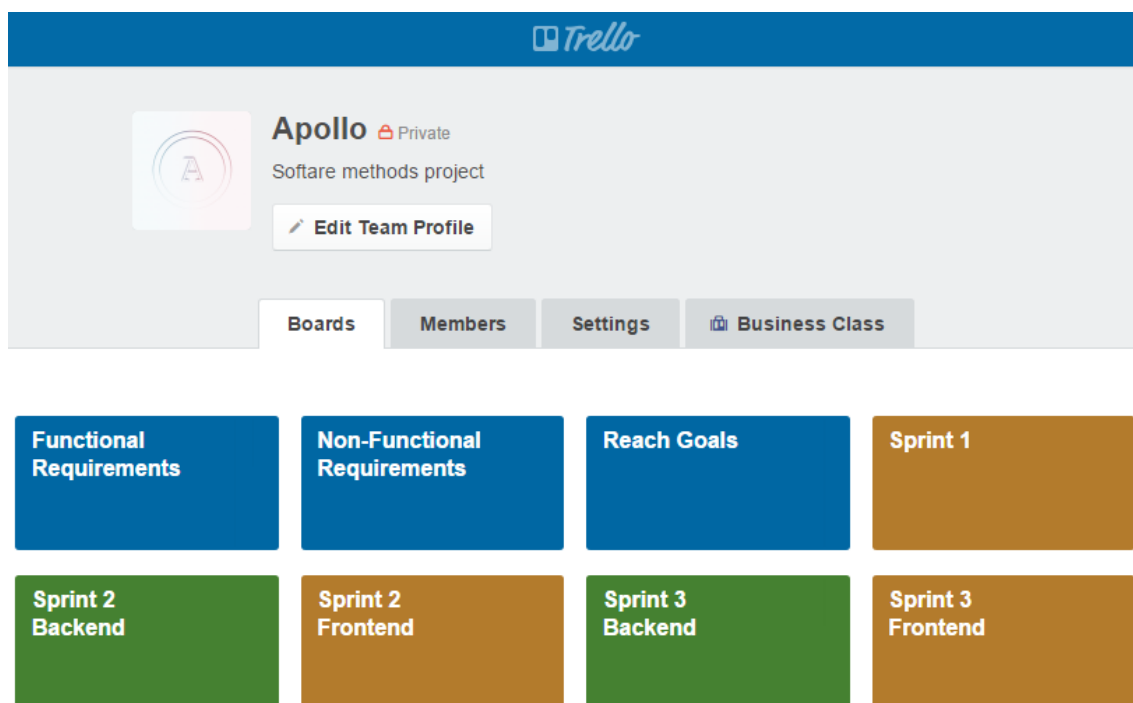 Trello
Apollo Private
Softare methods project
Edit Team Profile
Boards Members Settings Business Class
Functional
Requirements
Non-Functional
Requirements
Reach Goals
Sprint 1
Sprint 2
Backend
Sprint 2
Frontend
Sprint 3
Backend
Sprint 3
Frontend